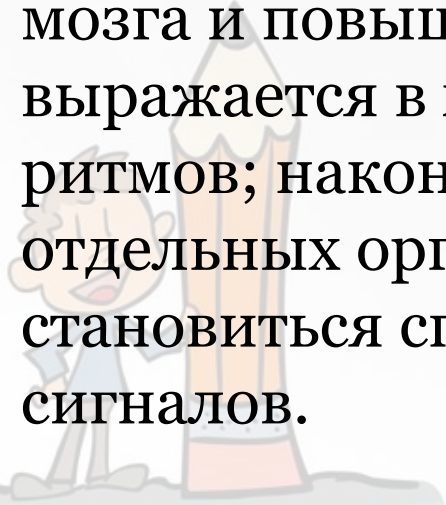 мозга и повыш
выражается в
ритмов; након
отдельных орг
становиться сп
сигналов.